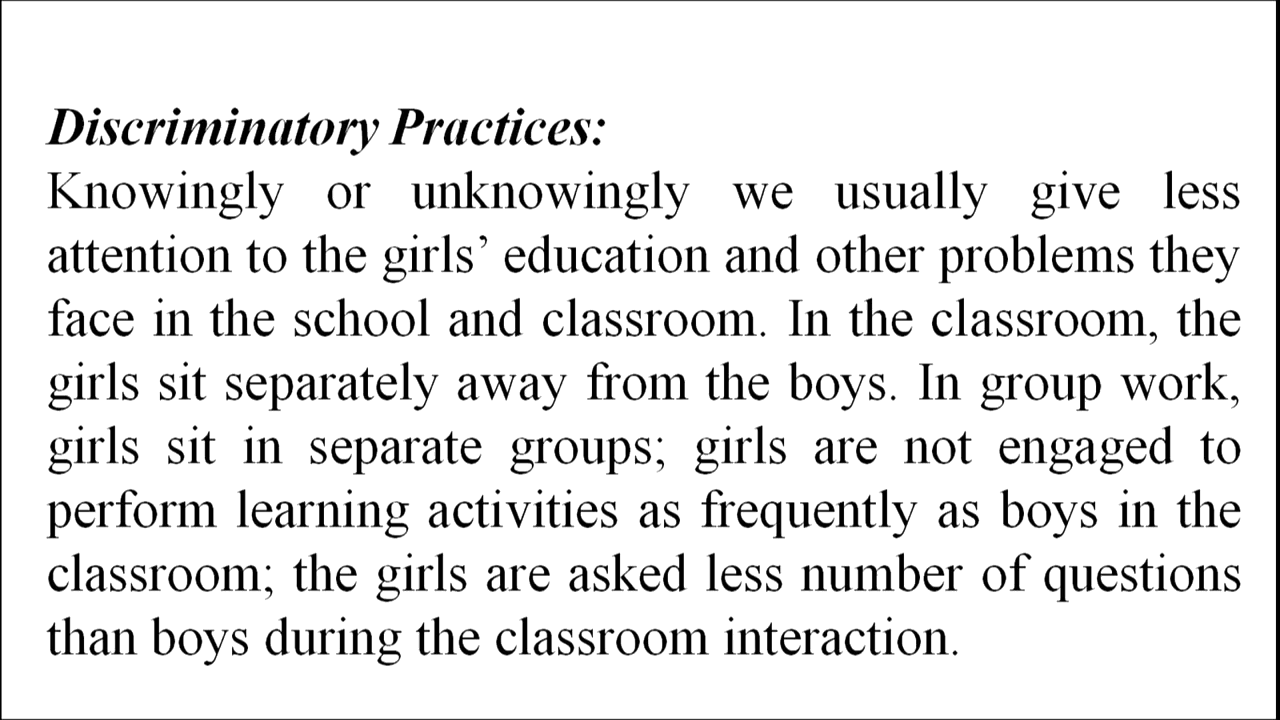 Discriminatory Practices:
Knowingly or unknowingly we usually give less
attention to the girls’ education and other problems they
face in the school and classroom. In the classroom, the
girls sit separately away from the boys. In group work,
girls sit in separate groups; girls are not engaged to
perform learning activities as frequently as boys in the
classroom; the girls are asked less number of questions
than boys during the classroom interaction.